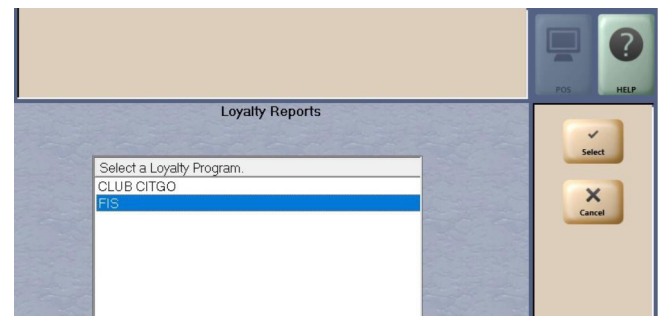 POS
HELP
Loyalty Reports
Select a Loyalty Program.
CLUB CITGO
FIS
Select
Cancel